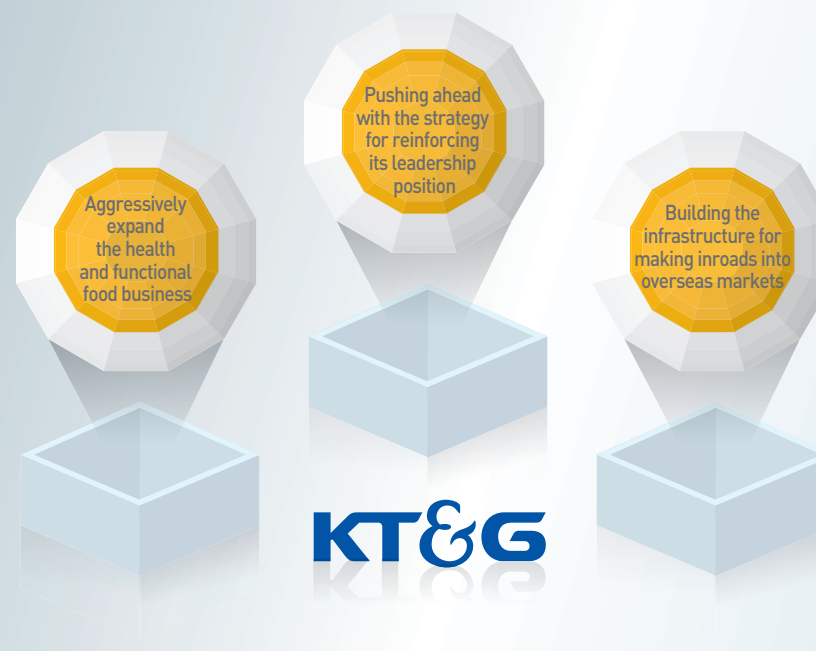 Aggressively
expand
the health
and functional
food business
Pushing ahead
with the strategy
for reinforcing
its leadership
position
Building the
infrastructure for
making inroads into
overseas markets
KT&G